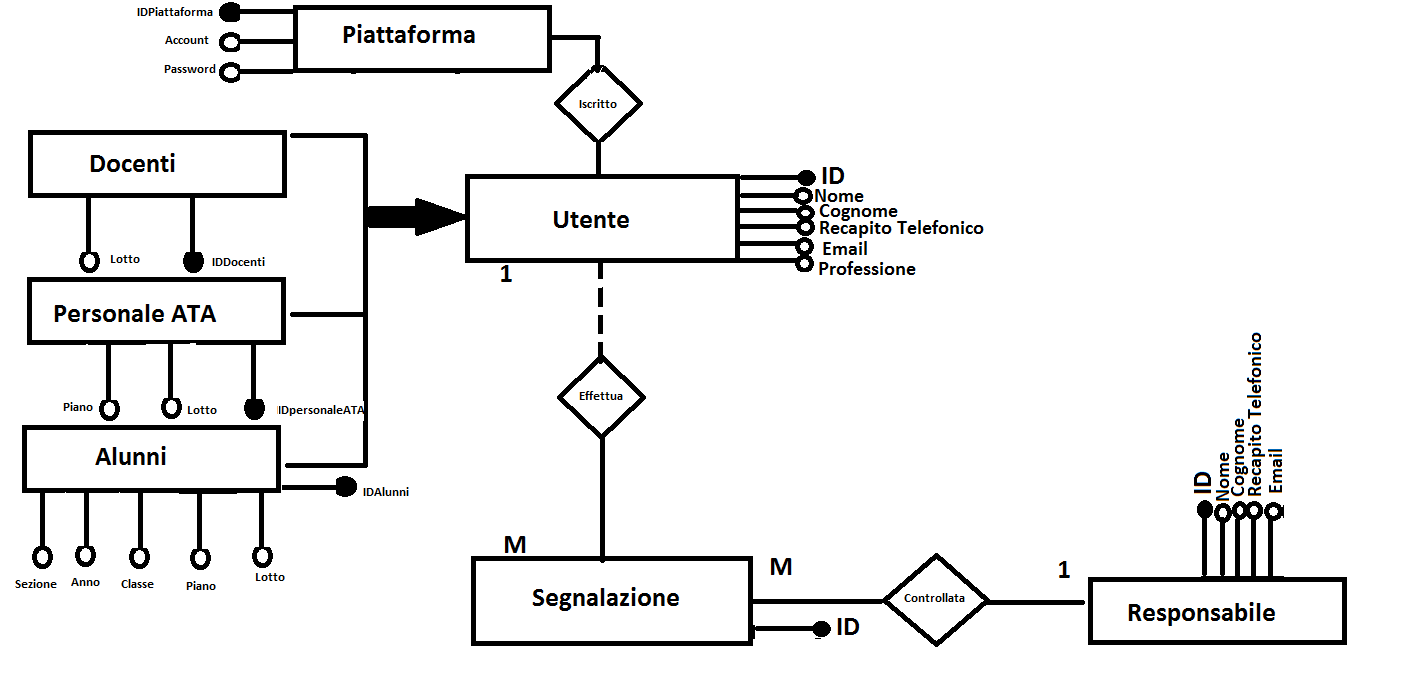 IDPiattaforma
Account
Password
Piattaforma
Iscritto
Docenti
Lotto
IDDocenti
Personale ATA
Piano
Lotto
IDpersonaleATA
Alunni
IDAlunni
Sezione
Anno
Classe
Piano
Lotto
Utente
ID
Nome
Cognome
Recapito Telefonico
Email
Professione
1
Effettua
M
Segnalazione
ID
M
Controllata
1
Responsabile
ID
Nome
Cognome
Recapito Telefonico
Email